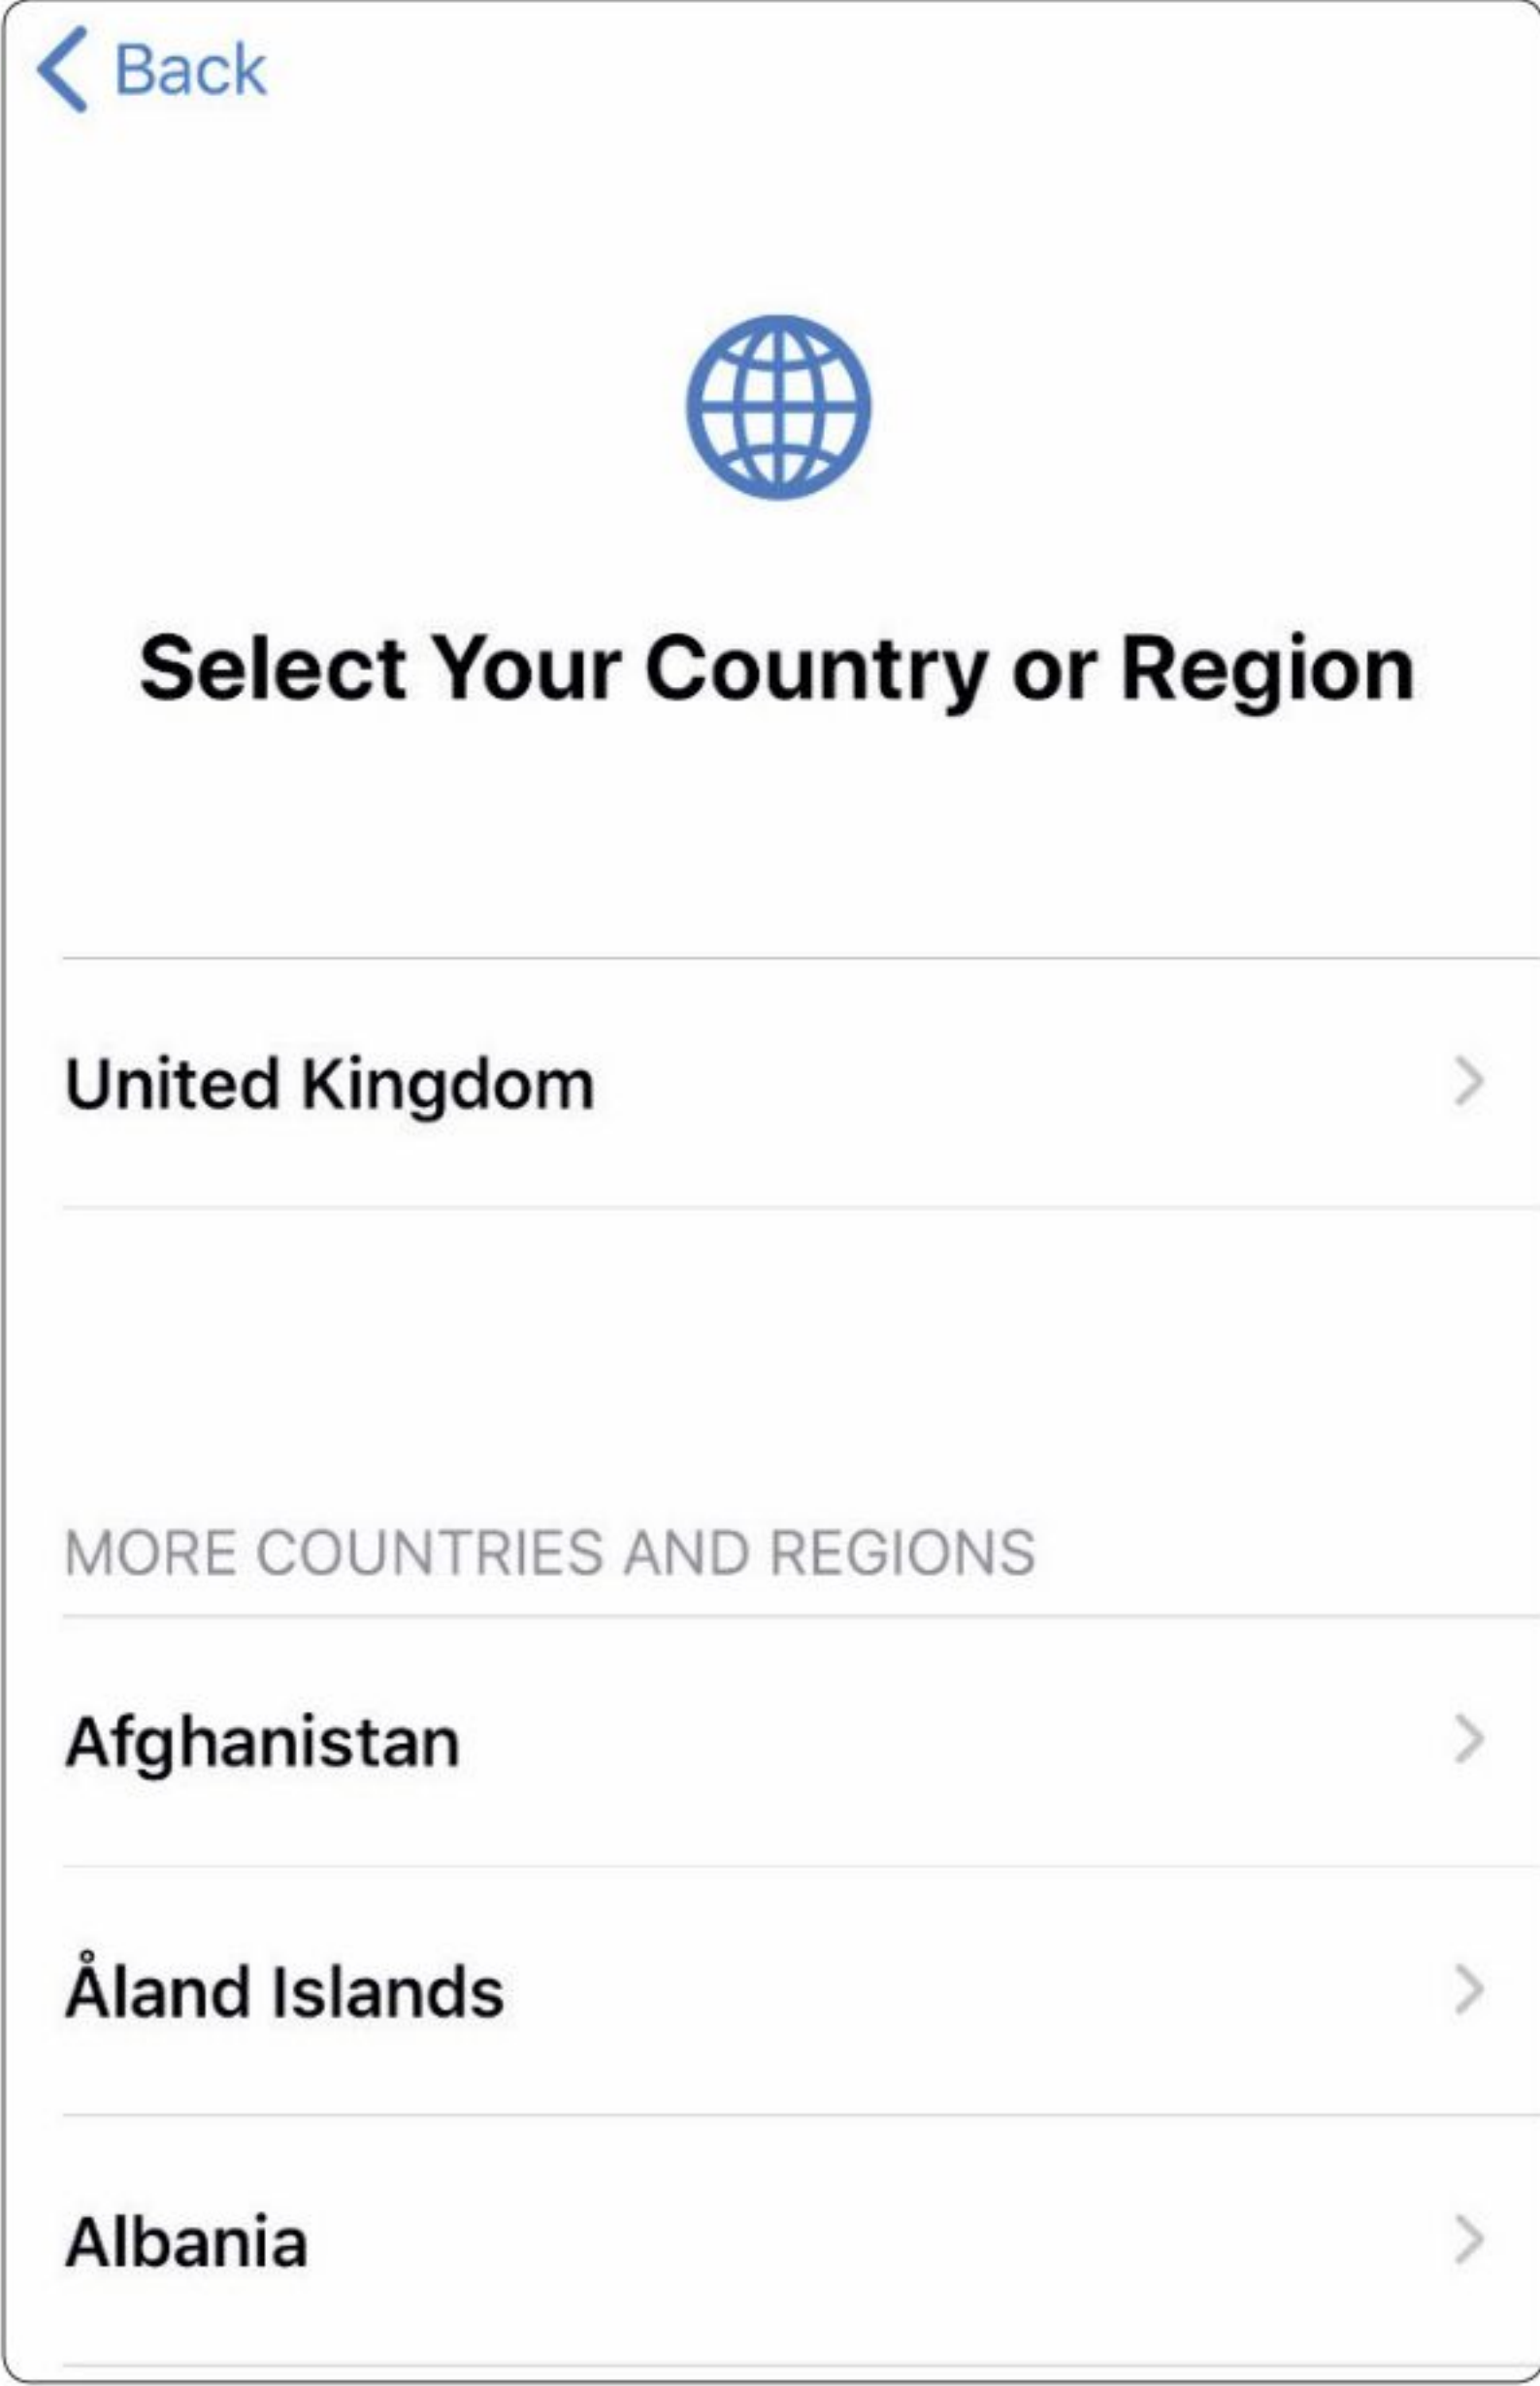 Back
Select Your Country or Region
United Kingdom
MORE COUNTRIES AND REGIONS
Afghanistan
Åland Islands
Albania